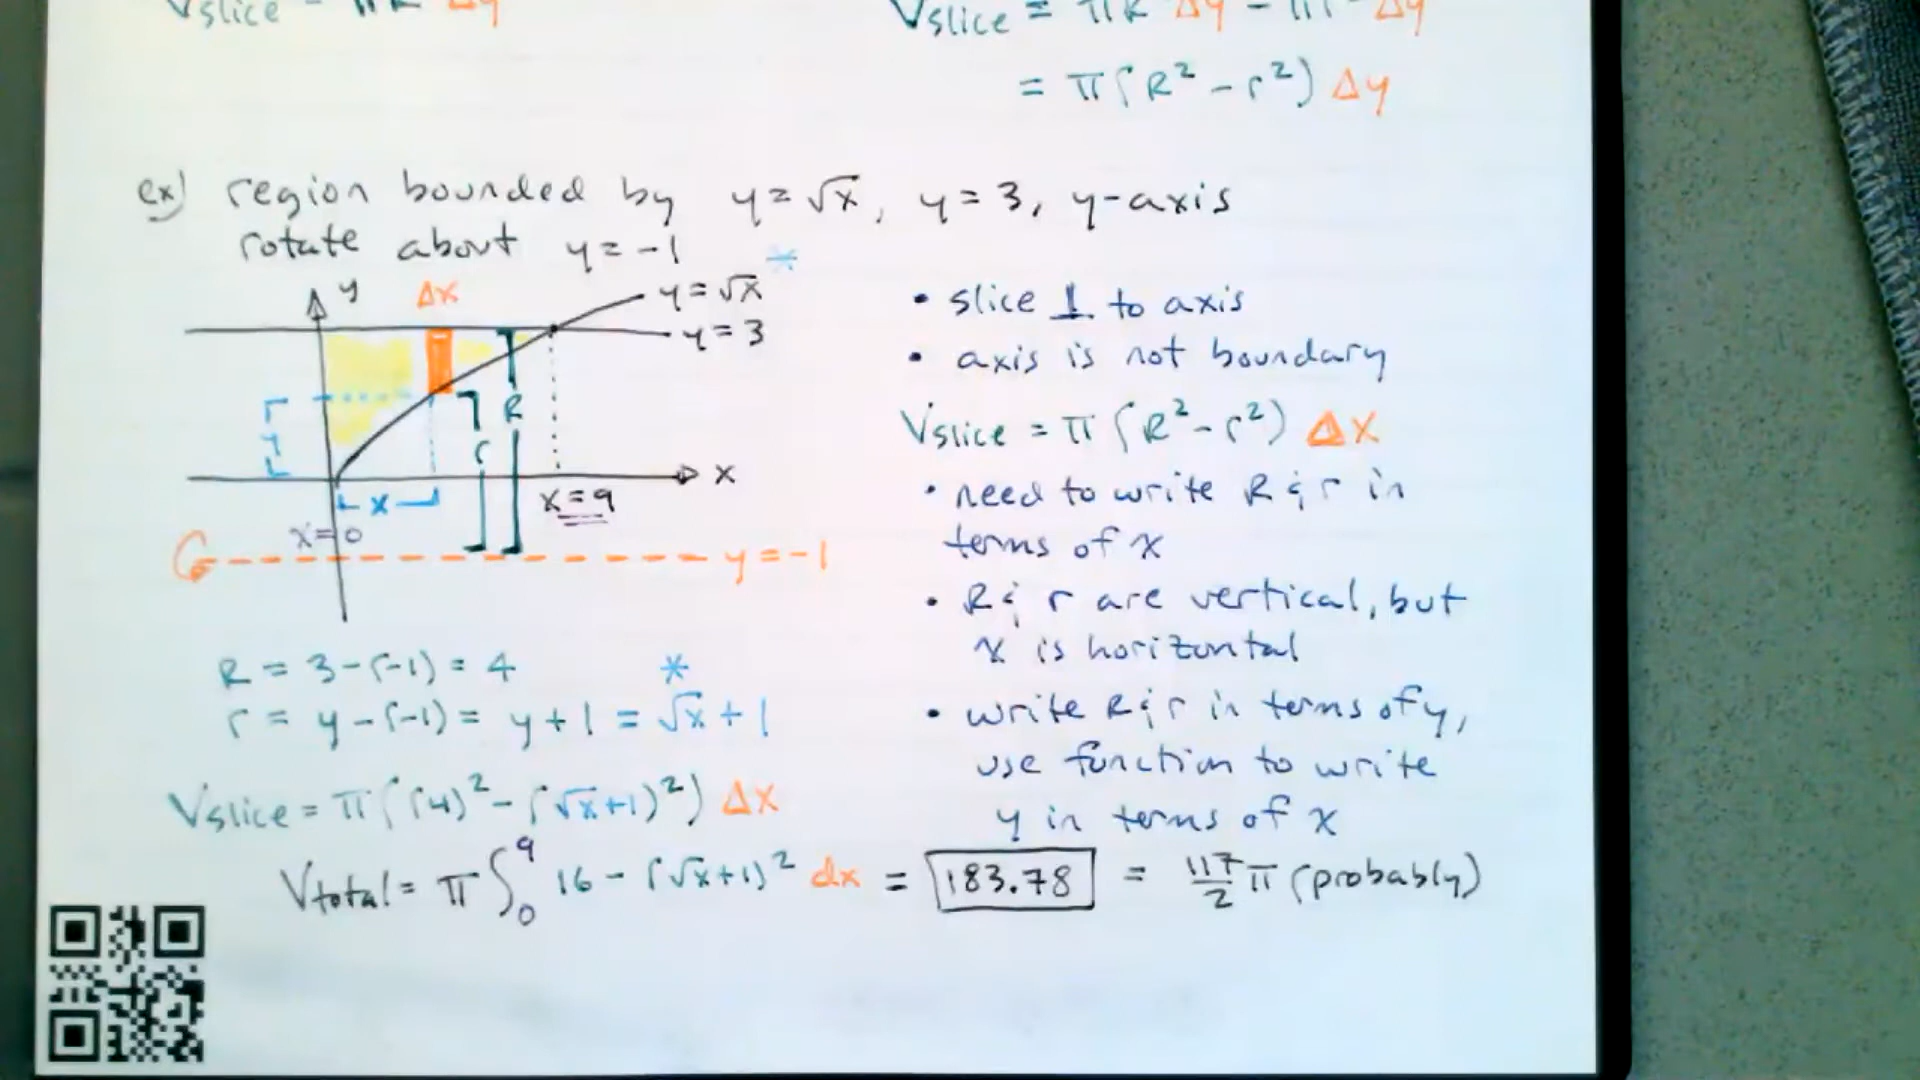 Vslice = πR² Δy
Vslice = πR² Δy - πr² Δy
= π(R² - r²) Δy
ex) region bounded by y = √x, y = 3, y-axis
rotate about y = -1
*
y
Δx
y = √x
y = 3
y
r
R
x
x
x = 9
x = 0
y = -1
R = 3 - (-1) = 4
*
r = y - (-1) = y + 1 = √x + 1
Vslice = π((4)² - (√x + 1)²) Δx
• slice ⊥ to axis
• axis is not boundary
Vslice = π(R² - r²) Δx
• need to write R & r in
terms of x
• R & r are vertical, but
x is horizontal
• write R & r in terms of y,
use function to write
y in terms of x
Vtotal = π ∫₀⁹ 16 - (√x + 1)² dx = 183.78 = 117/2 π (probably)